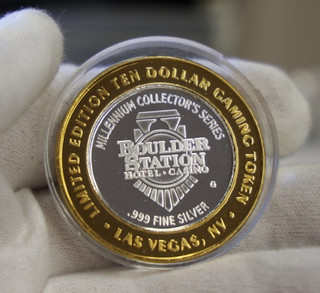 LIMITED EDITION TEN DOLLAR GAMING TOKEN
• LAS VEGAS, NV •
MILLENNIUM COLLECTOR'S SERIES
BOULDER
STATION
HOTEL • CASINO
G
.999 FINE SILVER